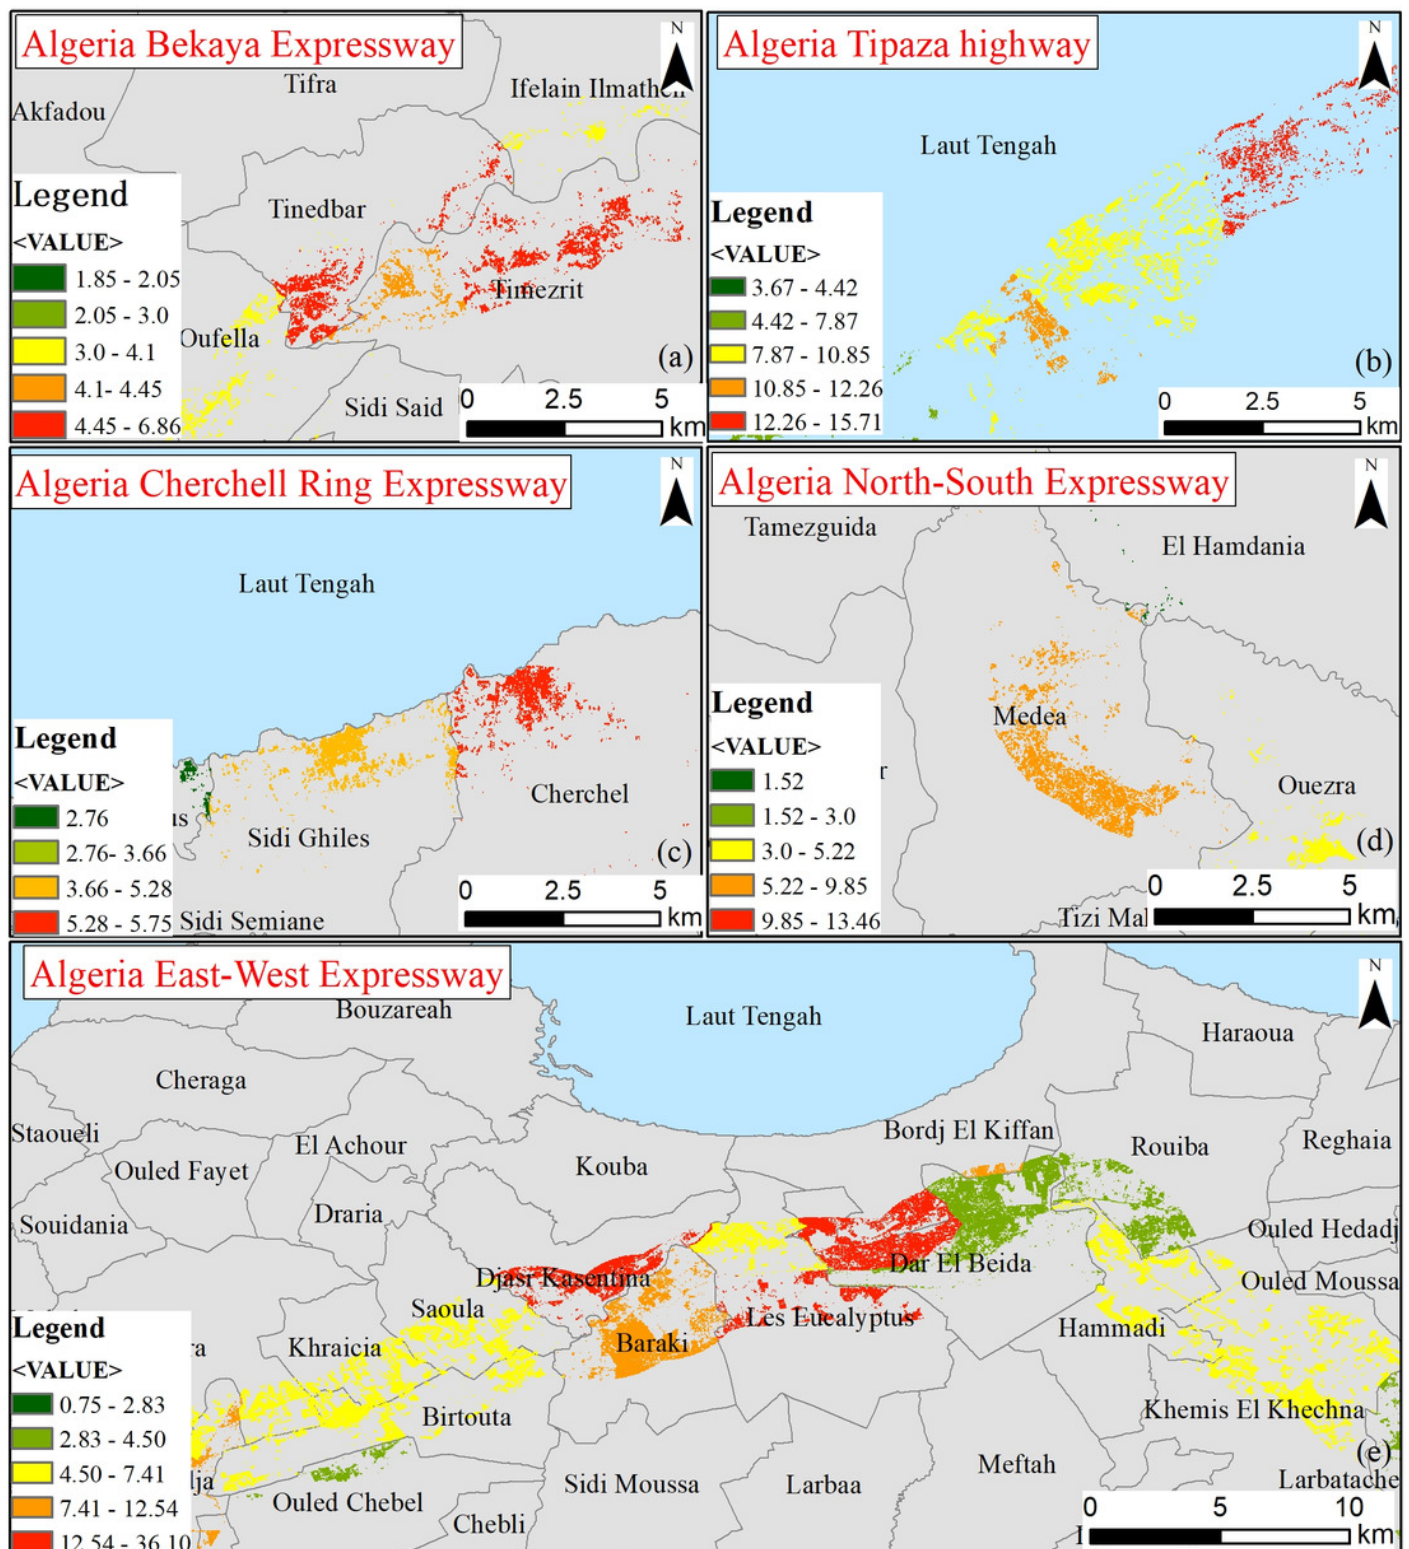 Algeria Bekaya Expressway
N
Tifra
Ifelain Ilmathen
Akfadou
Tinedbar
Legend
<VALUE>
1.85 - 2.05
2.05 - 3.0
3.0 - 4.1
4.1- 4.45
4.45 - 6.86
Timezrit
Oufella
Sidi Said
(a)
0 2.5 5
km
Algeria Tipaza highway
N
Laut Tengah
Legend
<VALUE>
3.67 - 4.42
4.42 - 7.87
7.87 - 10.85
10.85 - 12.26
12.26 - 15.71
(b)
0 2.5 5
km
Algeria Cherchell Ring Expressway
N
Laut Tengah
Legend
<VALUE>
2.76
2.76- 3.66
3.66 - 5.28
5.28 - 5.75
us
Sidi Ghiles
Cherchel
Sidi Semiane
(c)
0 2.5 5
km
Algeria North-South Expressway
N
Tamezguida
El Hamdania
Medea
r
Ouezra
Legend
<VALUE>
1.52
1.52 - 3.0
3.0 - 5.22
5.22 - 9.85
9.85 - 13.46
Tizi Mah
(d)
0 2.5 5
km
Algeria East-West Expressway
N
Bouzareah
Laut Tengah
Haraoua
Cheraga
Staoueli
El Achour
Bordj El Kiffan
Rouiba
Reghaia
Ouled Fayet
Kouba
Souidania
Draria
Ouled Hedadj
Djasr Kasentina
Dar El Beida
Ouled Moussa
Saoula
Les Eucalyptus
Hammadi
Khraicia
Baraki
ra
Birtouta
Khemis El Khechna
dja
Ouled Chebel
Sidi Moussa
Larbaa
Meftah
Larbatache
Chebli
Legend
<VALUE>
0.75 - 2.83
2.83 - 4.50
4.50 - 7.41
7.41 - 12.54
12.54 - 36.10
(e)
0 5 10
km